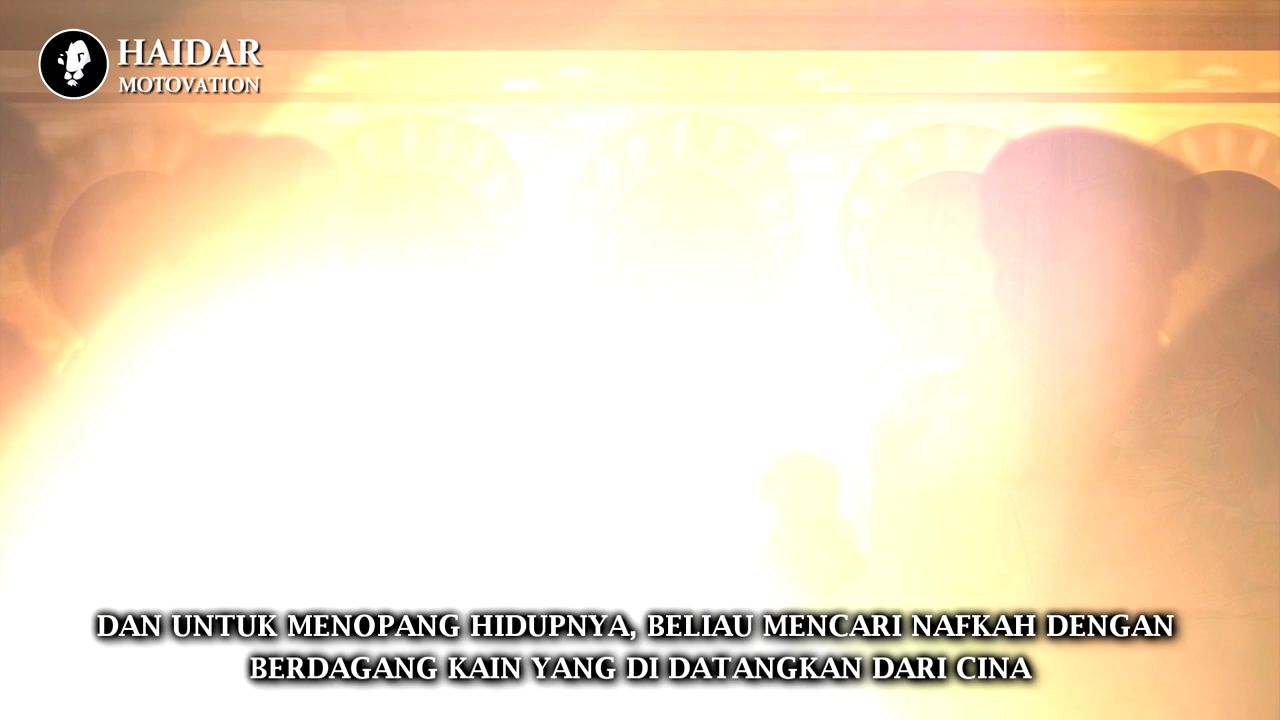 HAIDAR
MOTOVATION
DAN UNTUK MENOPANG HIDUPNYA, BELIAU MENCARI NAFKAH DENGAN
BERDAGANG KAIN YANG DI DATANGKAN DARI CINA